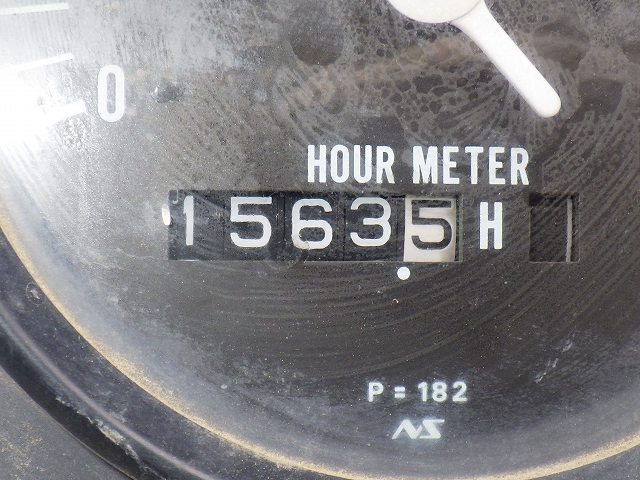 0
HOUR METER
15635 H
P = 182
NS